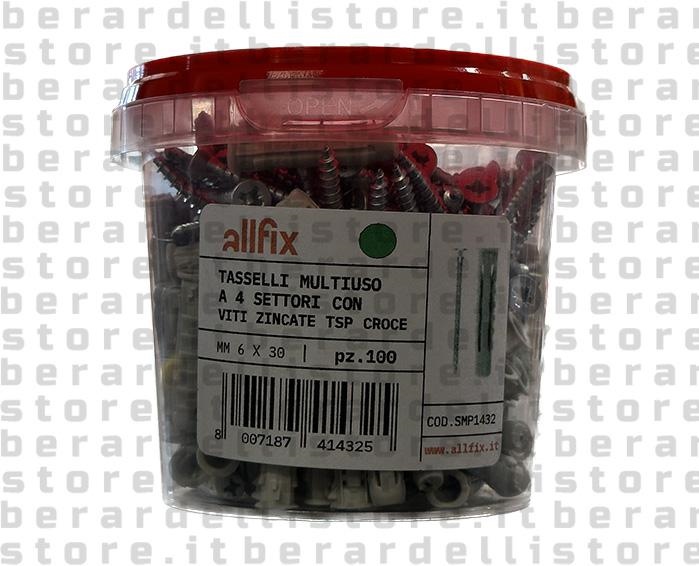 berardellistore.it
OPEN
allfix
TASSELLI MULTIUSO
A 4 SETTORI CON
VITI ZINCATE TSP CROCE
MM 6 X 30 | pz.100
8 007187 414325
COD.SMP1432
www.allfix.it